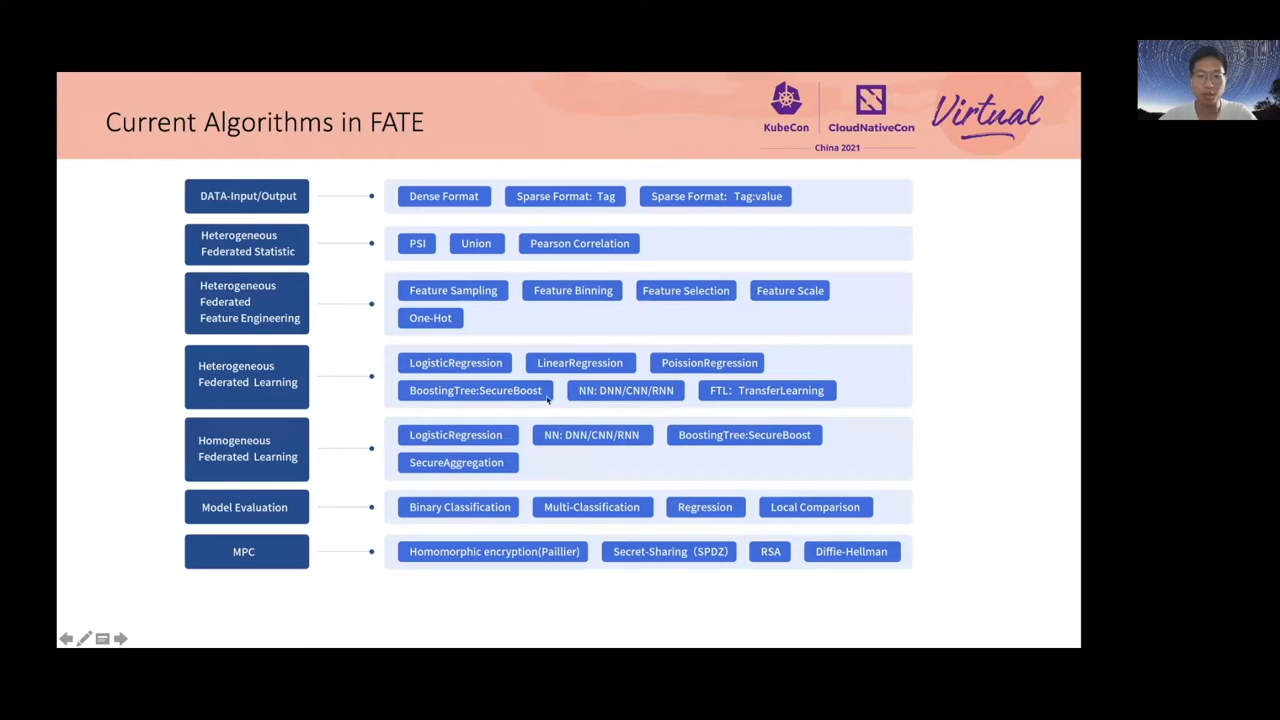 Current Algorithms in FATE
KubeCon
CloudNativeCon
China 2021
Virtual
DATA-Input/Output
Dense Format
Sparse Format: Tag
Sparse Format: Tag:value
Heterogeneous
Federated Statistic
PSI
Union
Pearson Correlation
Heterogeneous
Federated
Feature Engineering
Feature Sampling
Feature Binning
Feature Selection
Feature Scale
One-Hot
Heterogeneous
Federated Learning
LogisticRegression
LinearRegression
PoissionRegression
BoostingTree:SecureBoost
NN: DNN/CNN/RNN
FTL: TransferLearning
Homogeneous
Federated Learning
LogisticRegression
NN: DNN/CNN/RNN
BoostingTree:SecureBoost
SecureAggregation
Model Evaluation
Binary Classification
Multi-Classification
Regression
Local Comparison
MPC
Homomorphic encryption(Paillier)
Secret-Sharing（SPDZ）
RSA
Diffie-Hellman